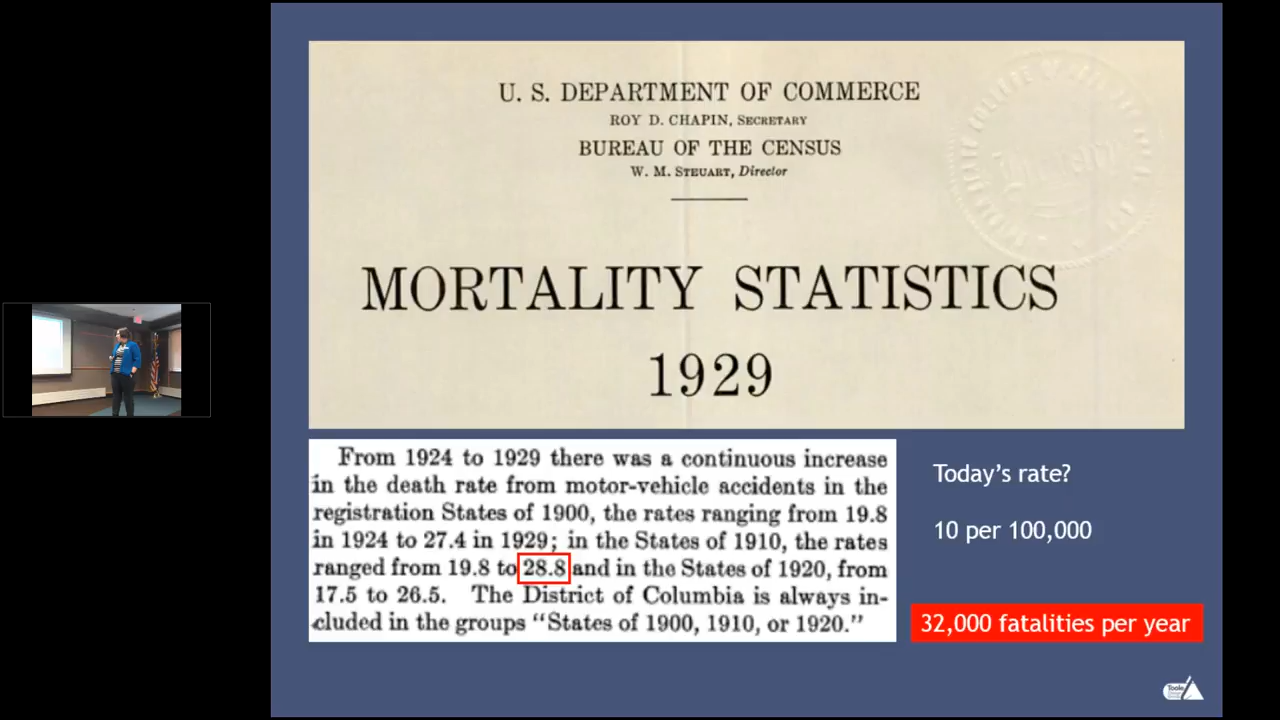 U. S. DEPARTMENT OF COMMERCE
ROY D. CHAPIN, SECRETARY
BUREAU OF THE CENSUS
W. M. STEUART, Director
MORTALITY STATISTICS
1929
From 1924 to 1929 there was a continuous increase
in the death rate from motor-vehicle accidents in the
registration States of 1900, the rates ranging from 19.8
in 1924 to 27.4 in 1929; in the States of 1910, the rates
ranged from 19.8 to 28.8 and in the States of 1920, from
17.5 to 26.5. The District of Columbia is always in-
cluded in the groups "States of 1900, 1910, or 1920."
Today's rate?
10 per 100,000
32,000 fatalities per year
Toole